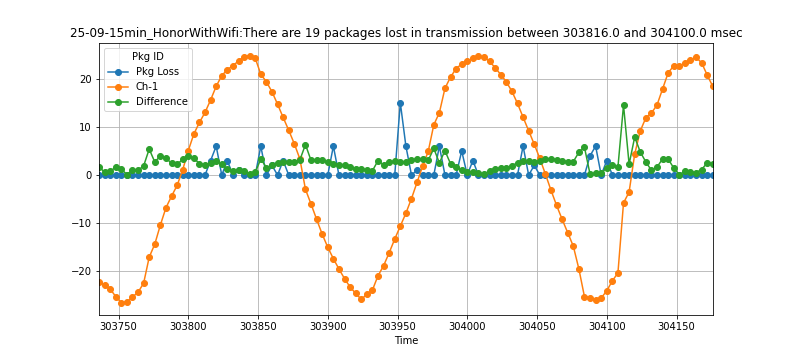 25-09-15min_HonorWithWifi:There are 19 packages lost in transmission between 303816.0 and 304100.0 msec
Pkg ID
Pkg Loss
Ch-1
Difference
20
10
0
−10
−20
303750
303800
303850
303900
303950
304000
304050
304100
304150
Time